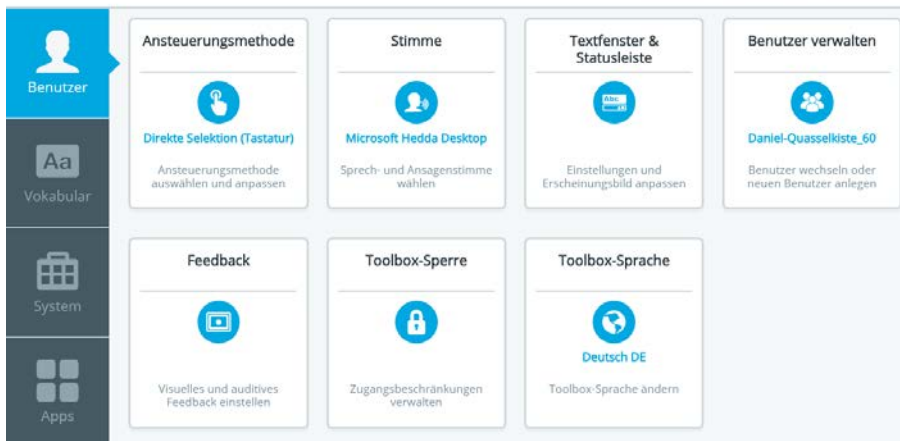 Benutzer
Aa
Vokabular
System
Apps
Ansteuerungsmethode
Direkte Selektion (Tastatur)
Ansteuerungsmethode
auswählen und anpassen
Stimme
Microsoft Hedda Desktop
Sprech- und Ansagenstimme
wählen
Textfenster &
Statusleiste
Abc
Einstellungen und
Erscheinungsbild anpassen
Benutzer verwalten
Daniel-Quasselkiste_60
Benutzer wechseln oder
neuen Benutzer anlegen
Feedback
Visuelles und auditives
Feedback einstellen
Toolbox-Sperre
Zugangsbeschränkungen
verwalten
Toolbox-Sprache
Deutsch DE
Toolbox-Sprache ändern